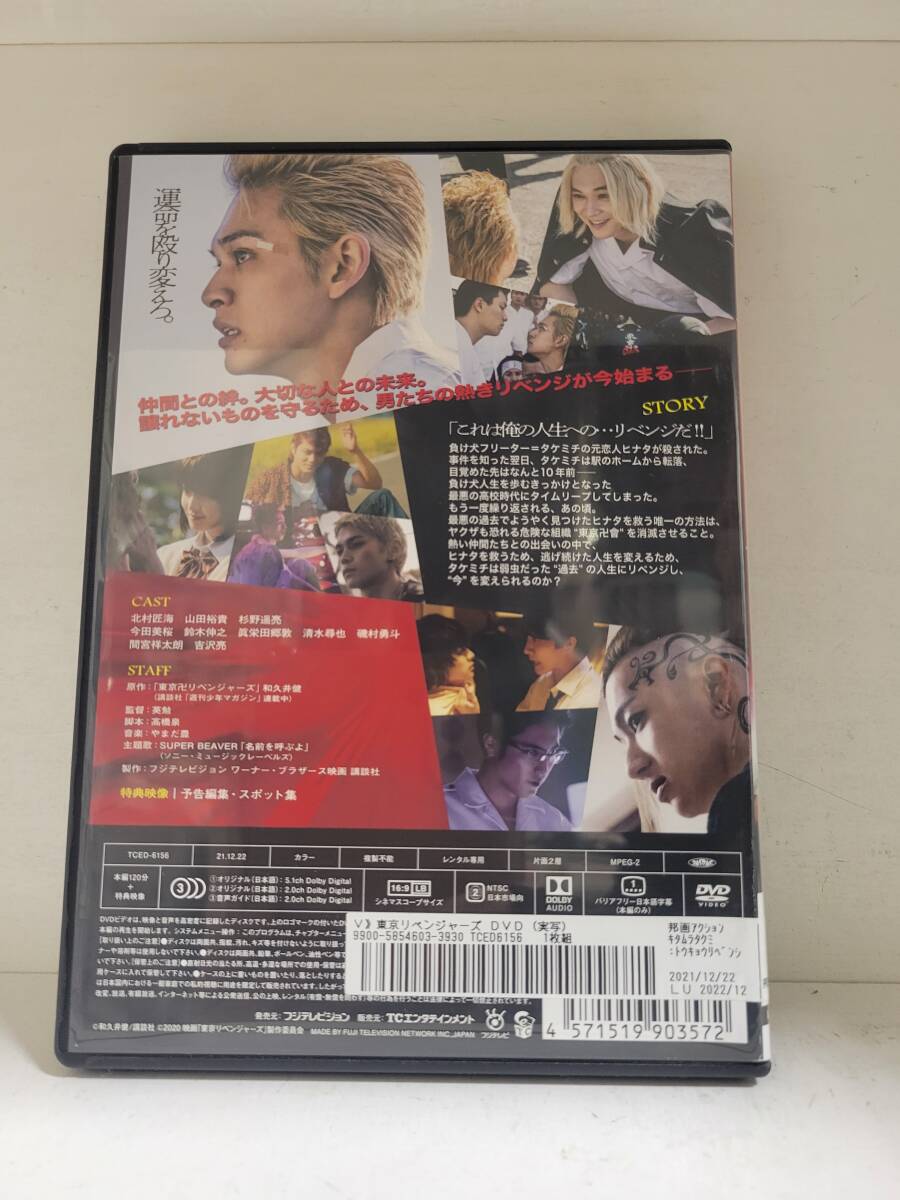 運命を殴り変えろ。
仲間との絆。大切な人との未来。
譲れないものを守るため、男たちの熱きリベンジが今始まる──
STORY
「これは俺の人生への…リベンジだ!!」
負け犬フリーター=タケミチの元恋人ヒナタが殺された。
事件を知った翌日、タケミチは駅のホームから転落、
目覚めた先はなんと10年前──
負け犬人生を歩むきっかけとなった
最悪の高校時代にタイムリープしてしまった。
もう一度繰り返される、あの頃。
最悪の過去でようやく見つけたヒナタを救う唯一の方法は、
ヤクザも恐れる危険な組織“東京卍會”を消滅させること。
熱い仲間たちとの出会いの中で、
ヒナタを救うため、逃げ続けた人生を変えるため、
タケミチは弱虫だった“過去”の人生にリベンジし、
“今”を変えられるのか?
CAST
北村匠海 山田裕貴 杉野遥亮
今田美桜 鈴木伸之 眞栄田郷敦 清水尋也 磯村勇斗
間宮祥太朗 吉沢亮
STAFF
原作:「東京卍リベンジャーズ」和久井健
(講談社「週刊少年マガジン」連載中)
監督:英勉
脚本:髙橋泉
音楽:やまだ豊
主題歌:SUPER BEAVER「名前を呼ぶよ」
(ソニー・ミュージックレーベルズ)
製作:フジテレビジョン ワーナー・ブラザース映画 講談社
特典映像|予告編集・スポット集
TCED-6156 21.12.22 カラー 複製不能 レンタル専用 片面2層 MPEG-2
本編120分
+
特典映像
3
①オリジナル(日本語):5.1ch Dolby Digital
②オリジナル(日本語):2.0ch Dolby Digital
③音声ガイド(日本語):2.0ch Dolby Digital
16:9 LB
シネマスコープサイズ
2 NTSC
日本市場向
DOLBY
AUDIO
1
バリアフリー日本語字幕
(本編のみ)
DVD
VIDEO
V》東京リベンジャーズ DVD (実写)
9900-5854603-3930 TCED6156 1枚組
邦画アクション
キタムラタクミ
:トウキョウリベンシ
2021/12/22
LU 2022/12
発売元:フジテレビジョン 販売元:TCエンタテインメント
フジテレビ
©和久井健/講談社 ©2020 映画「東京リベンジャーズ」製作委員会 MADE BY FUJI TELEVISION NETWORK INC.,JAPAN
4 571519 903572